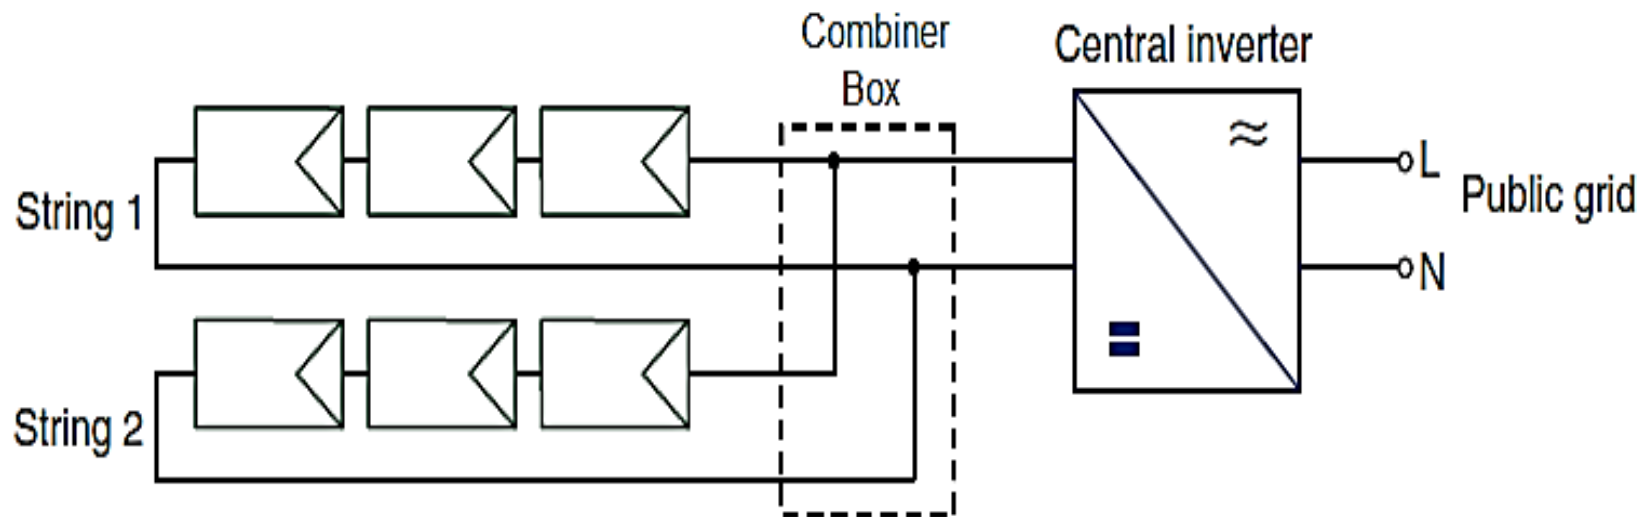 Combiner
Box
Central inverter
String 1
L
Public grid
N
String 2